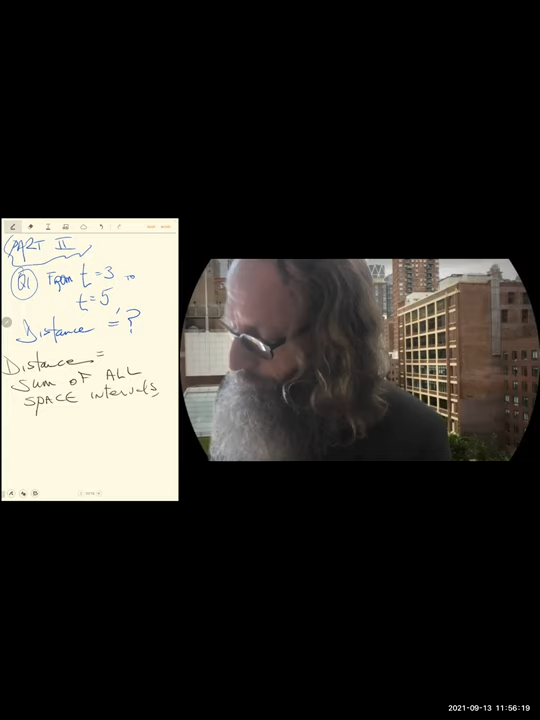 PART II
Q1 FROM t=3 to
t=5
Distance = ?
Distance =
SUM OF ALL
SPACE intervals
2021-09-13 11:56:19